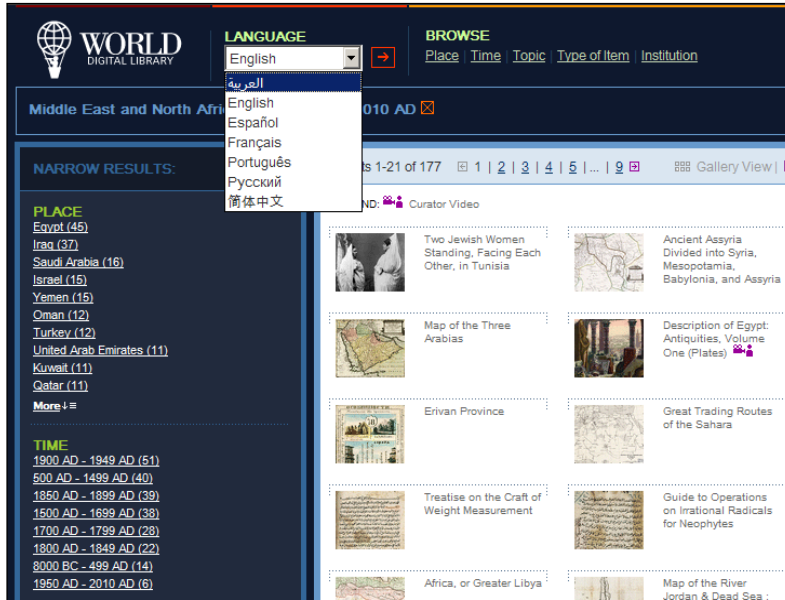 WORLD
DIGITAL LIBRARY
LANGUAGE
English
العربية
English
Español
Français
Português
Русский
简体中文
BROWSE
Place | Time | Topic | Type of Item | Institution
Middle East and North Afri
010 AD
NARROW RESULTS:
PLACE
Egypt (45)
Iraq (37)
Saudi Arabia (16)
Israel (15)
Yemen (15)
Oman (12)
Turkey (12)
United Arab Emirates (11)
Kuwait (11)
Qatar (11)
More
TIME
1900 AD - 1949 AD (51)
500 AD - 1499 AD (40)
1850 AD - 1899 AD (39)
1500 AD - 1699 AD (38)
1700 AD - 1799 AD (28)
1800 AD - 1849 AD (22)
8000 BC - 499 AD (14)
1950 AD - 2010 AD (6)
ts 1-21 of 177
1 | 2 | 3 | 4 | 5 | ... | 9
Gallery View |
ND: Curator Video
Two Jewish Women
Standing, Facing Each
Other, in Tunisia
Ancient Assyria
Divided into Syria,
Mesopotamia,
Babylonia, and Assyria
Map of the Three
Arabias
Description of Egypt:
Antiquities, Volume
One (Plates)
Erivan Province
Great Trading Routes
of the Sahara
Treatise on the Craft of
Weight Measurement
Guide to Operations
on Irrational Radicals
for Neophytes
Africa, or Greater Libya
Map of the River
Jordan & Dead Sea :